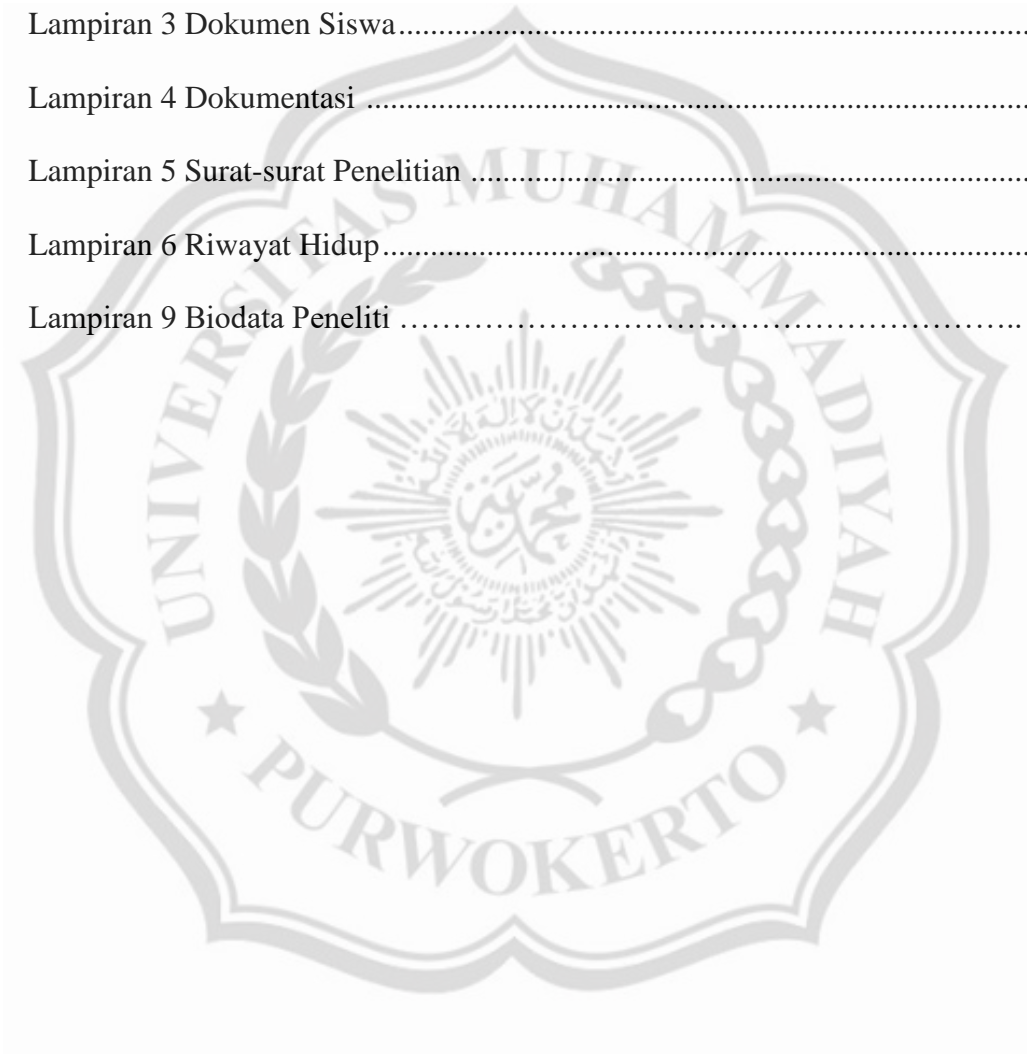 Lampiran 3 Dokumen Siswa..............................................................................
Lampiran 4 Dokumentasi ..................................................................................
Lampiran 5 Surat-surat Penelitian .....................................................................
Lampiran 6 Riwayat Hidup................................................................................
Lampiran 9 Biodata Peneliti ……………………………………………………………..
UNIVERSITAS MUHAMMADIYAH
PURWOKERTO